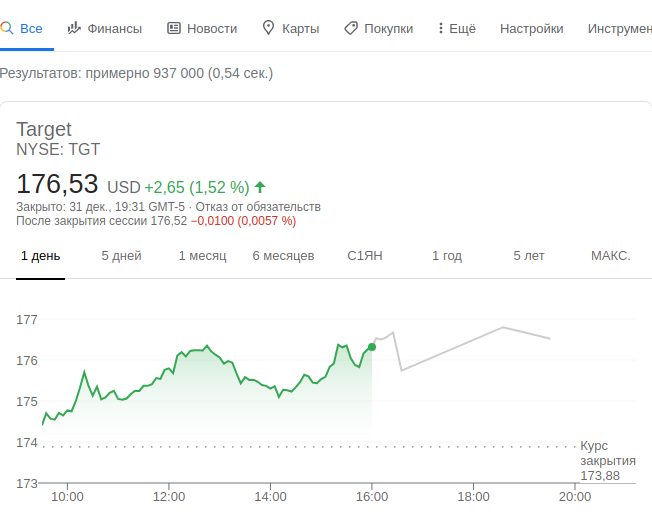 Все Финансы Новости Карты Покупки Ещё Настройки Инструмен
Результатов: примерно 937 000 (0,54 сек.)
Target
NYSE: TGT
176,53 USD +2,65 (1,52 %)
Закрыто: 31 дек., 19:31 GMT-5 · Отказ от обязательств
После закрытия сессии 176,52 −0,0100 (0,0057 %)
1 день 5 дней 1 месяц 6 месяцев С1ЯН 1 год 5 лет МАКС.
177
176
175
174
Курс
закрытия
173,88
173
10:00 12:00 14:00 16:00 18:00 20:00